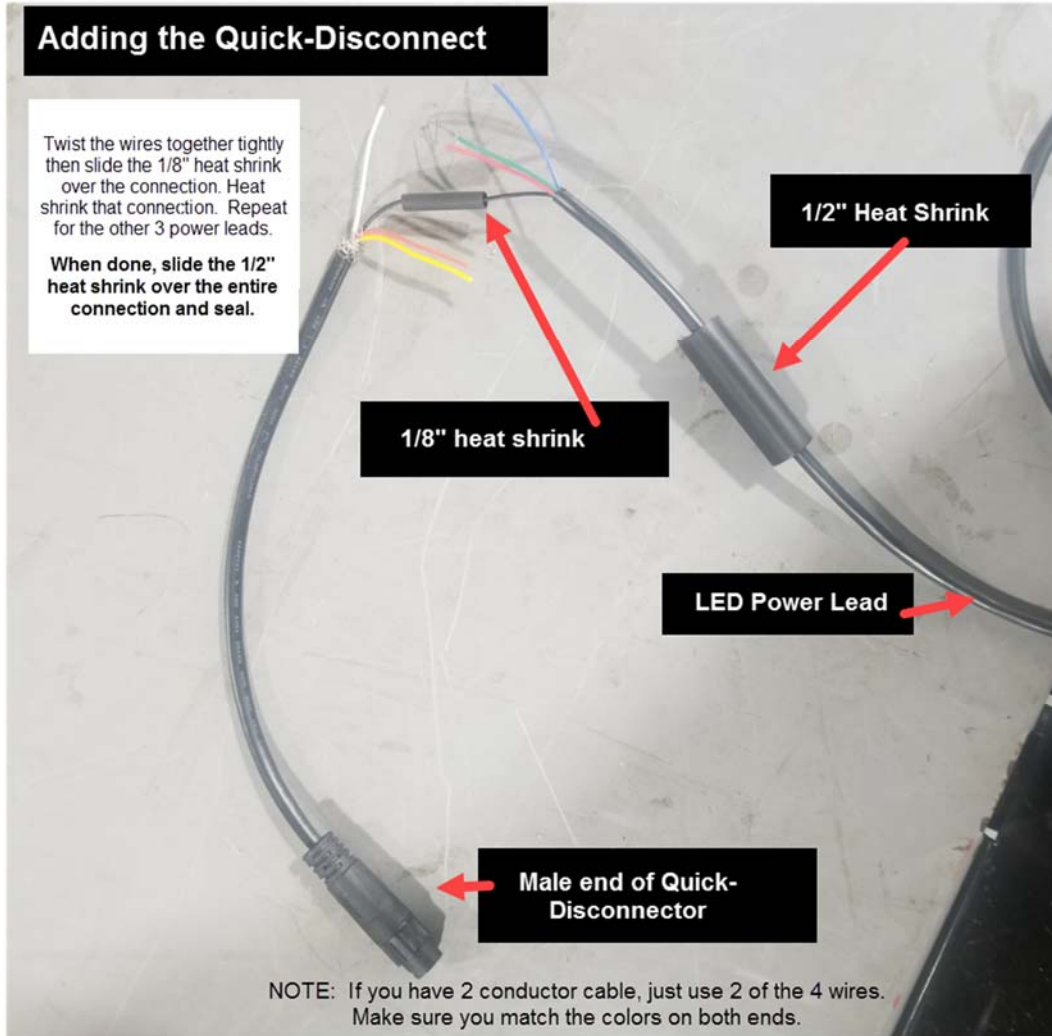 Adding the Quick-Disconnect
Twist the wires together tightly
then slide the 1/8" heat shrink
over the connection. Heat
shrink that connection.  Repeat
for the other 3 power leads.
When done, slide the 1/2"
heat shrink over the entire
connection and seal.
1/2" Heat Shrink
1/8" heat shrink
LED Power Lead
Male end of Quick-
Disconnector
NOTE:  If you have 2 conductor cable, just use 2 of the 4 wires.
Make sure you match the colors on both ends.